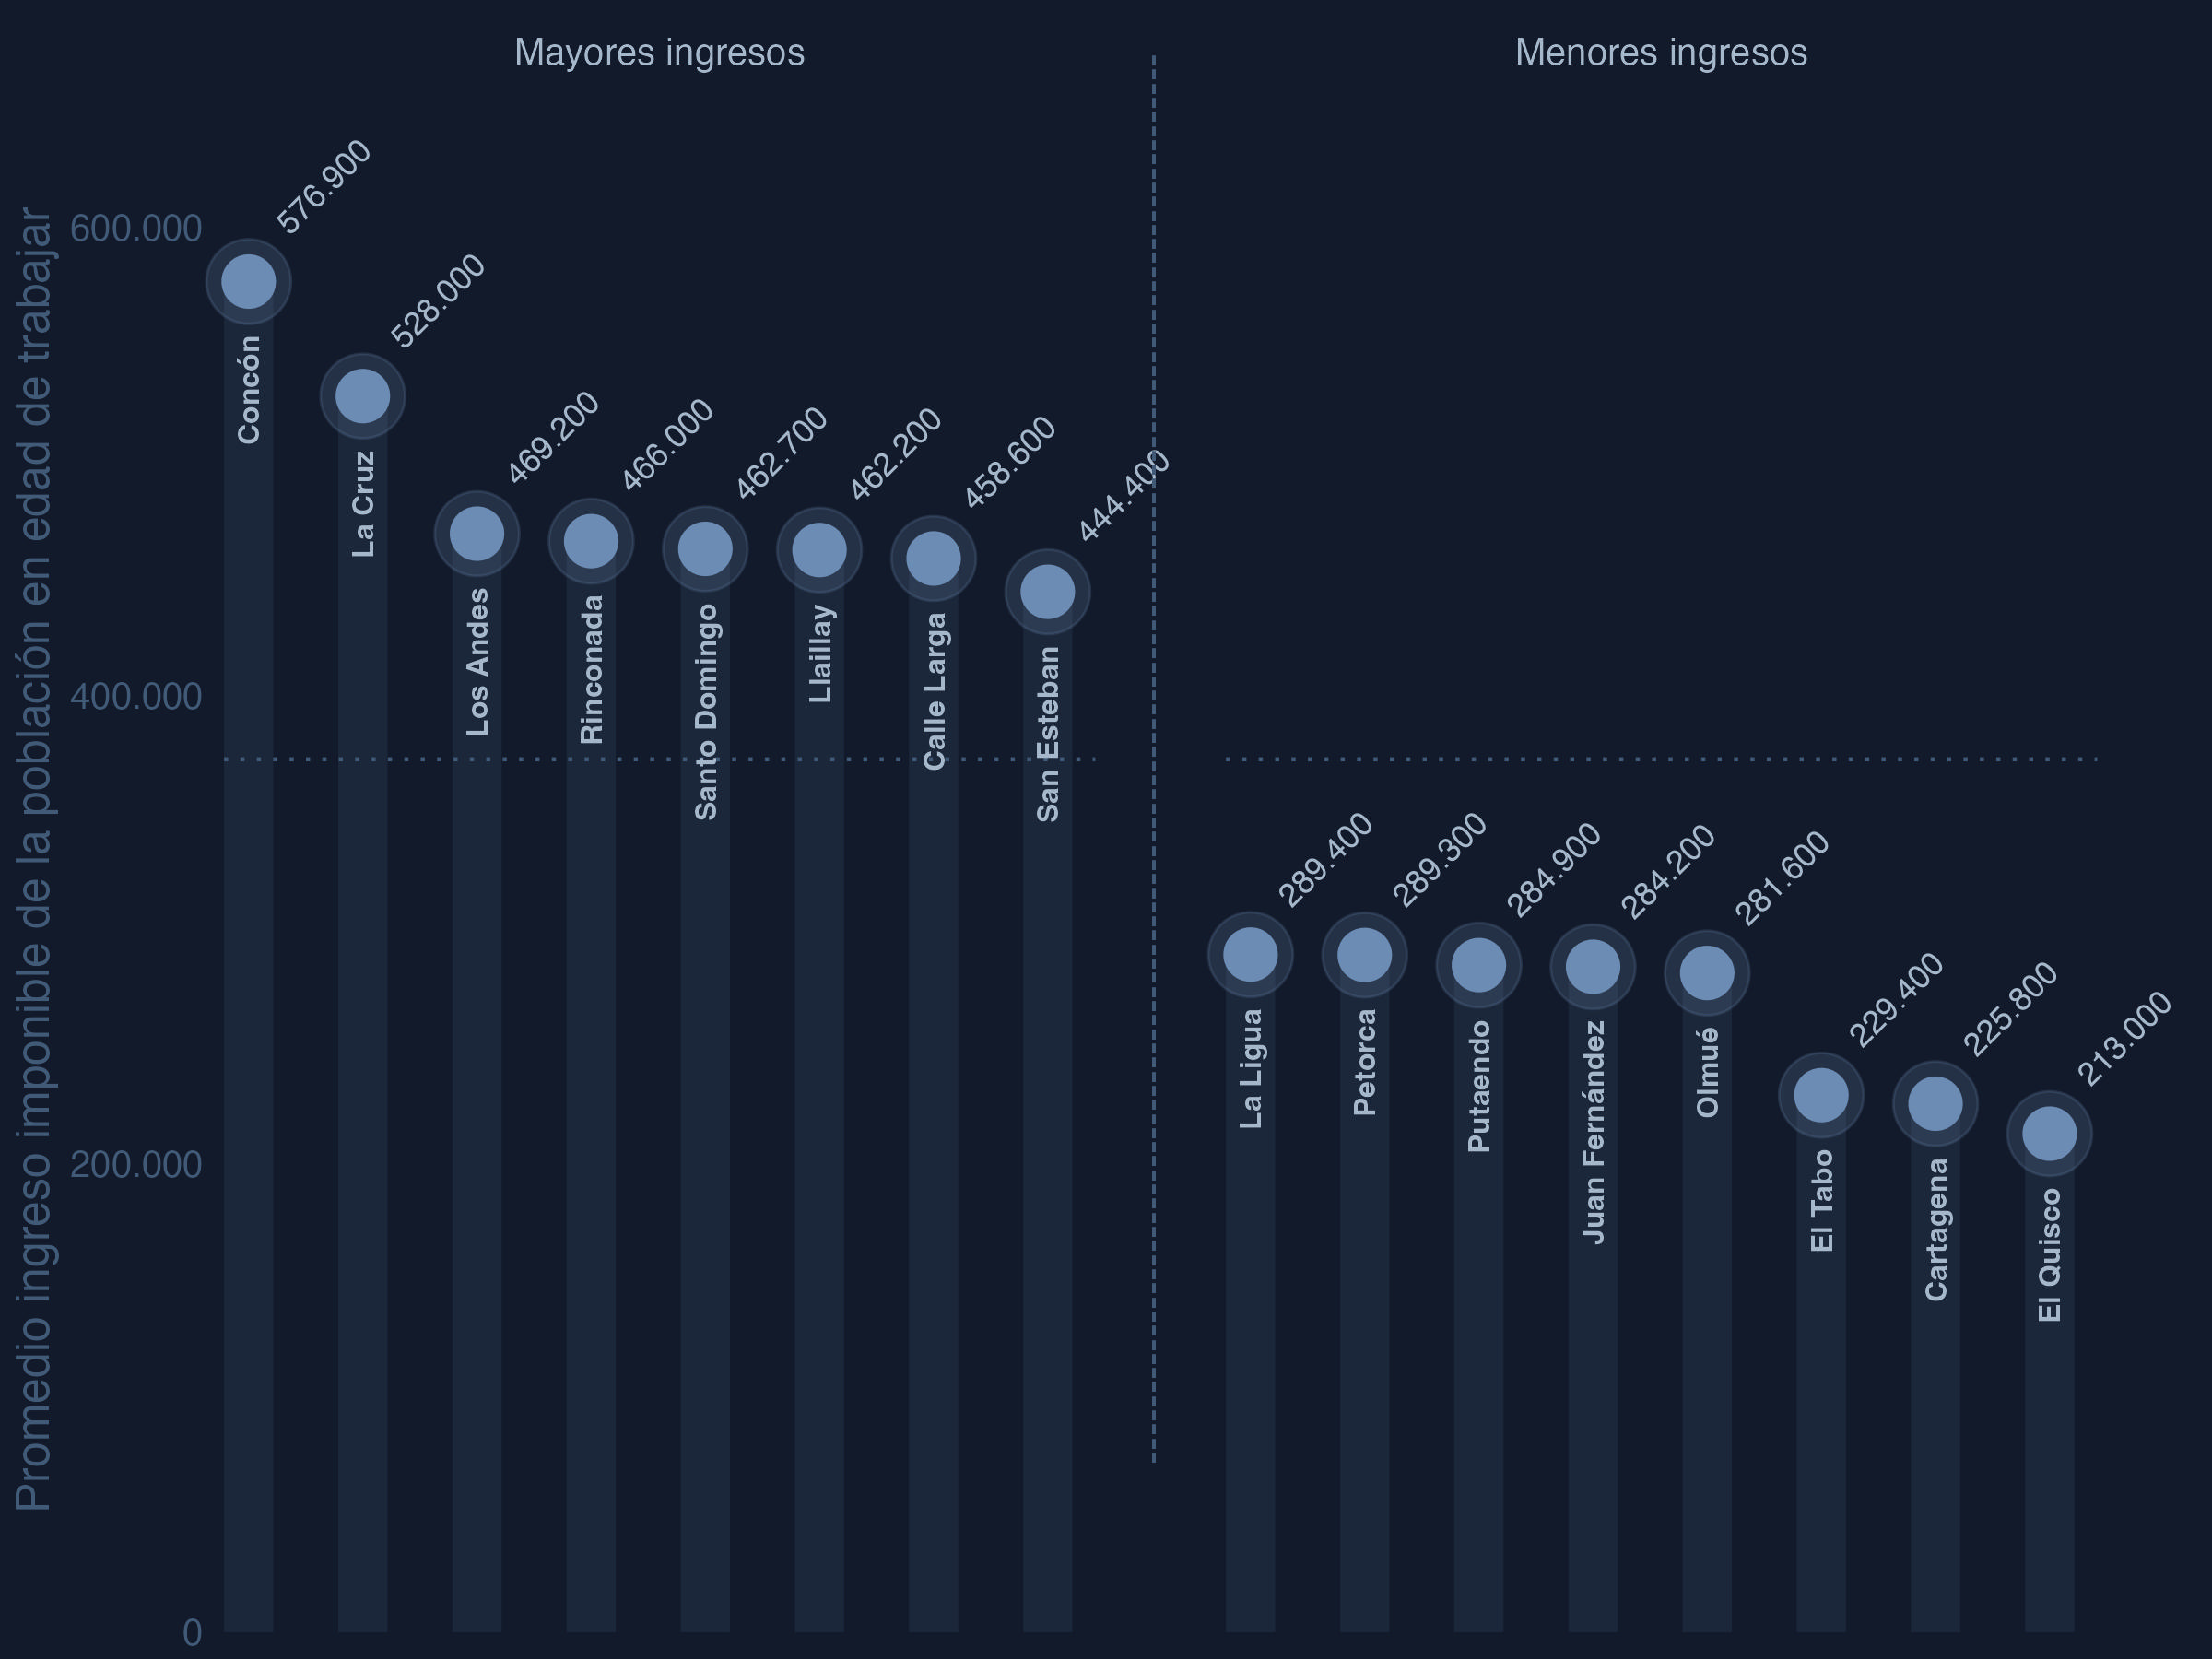 Mayores ingresos
Menores ingresos
Promedio ingreso imponible de la población en edad de trabajar
600.000
400.000
200.000
0
576.900
Concón
528.000
La Cruz
469.200
Los Andes
466.000
Rinconada
462.700
Santo Domingo
462.200
Llaillay
458.600
Calle Larga
444.400
San Esteban
289.400
La Ligua
289.300
Petorca
284.900
Putaendo
284.200
Juan Fernández
281.600
Olmué
229.400
El Tabo
225.800
Cartagena
213.000
El Quisco